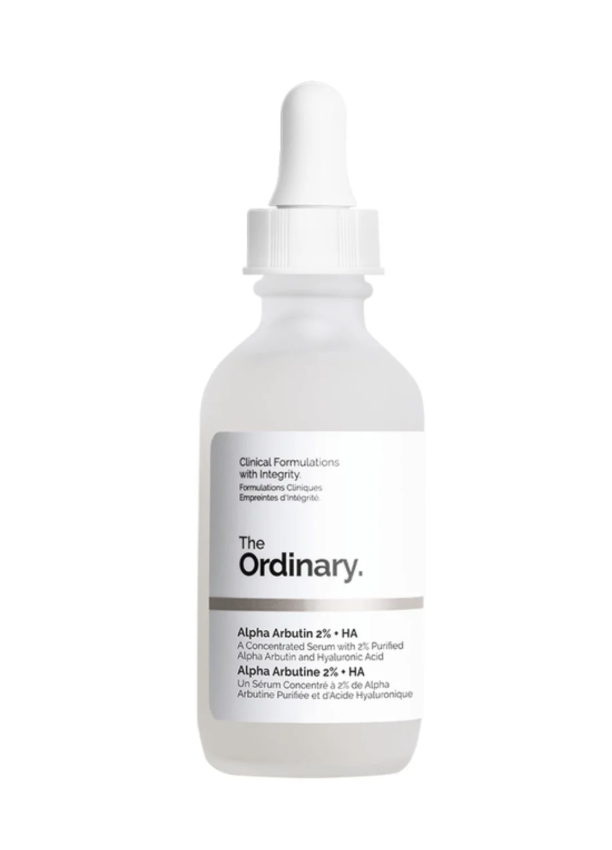 Clinical Formulations
with Integrity.
Formulations Cliniques
Empreintes d'Intégrité.
The
Ordinary.
Alpha Arbutin 2% + HA
A Concentrated Serum with 2% Purified
Alpha Arbutin and Hyaluronic Acid
Alpha Arbutine 2% + HA
Un Sérum Concentré à 2% de Alpha
Arbutine Purifiée et d'Acide Hyaluronique